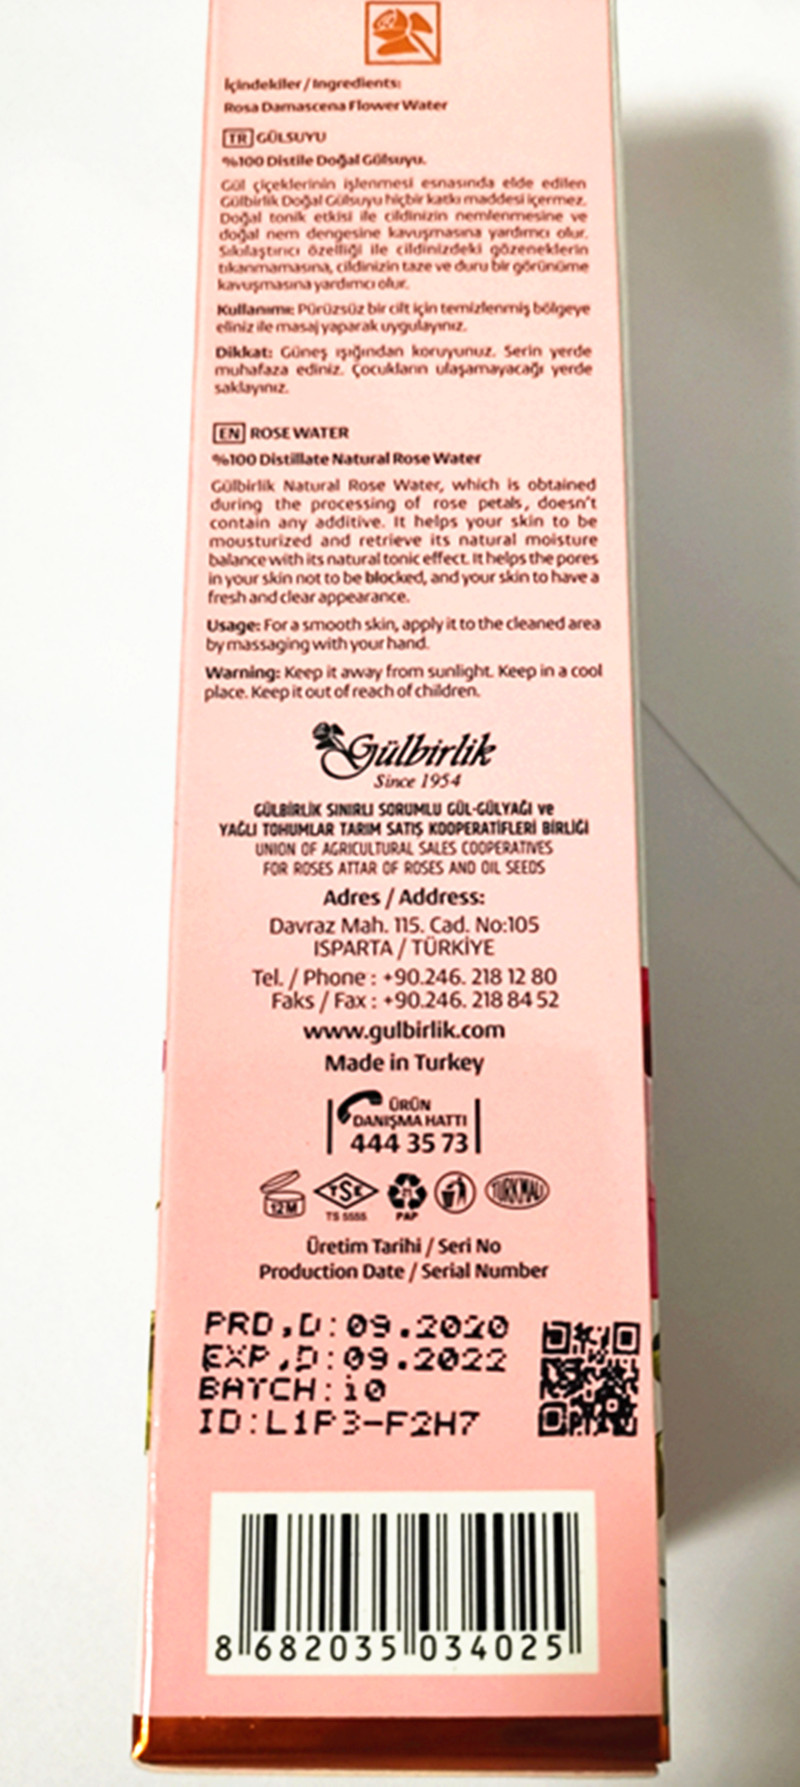 İçindekiler / Ingredients:
Rosa Damascena Flower Water
TR GÜLSUYU
%100 Distile Doğal Gülsuyu.
Gül çiçeklerinin işlenmesi esnasında elde edilen
Gülbirlik Doğal Gülsuyu hiçbir katkı maddesi içermez.
Doğal tonik etkisi ile cildinizin nemlenmesine ve
doğal nem dengesine kavuşmasına yardımcı olur.
Sıkılaştırıcı özelliği ile cildinizdeki gözeneklerin
tıkanmamasına, cildinizin taze ve duru bir görünüme
kavuşmasına yardımcı olur.
Kullanımı: Pürüzsüz bir cilt için temizlenmiş bölgeye
eliniz ile masaj yaparak uygulayınız.
Dikkat: Güneş ışığından koruyunuz. Serin yerde
muhafaza ediniz. Çocukların ulaşamayacağı yerde
saklayınız.
EN ROSE WATER
%100 Distillate Natural Rose Water
Gülbirlik Natural Rose Water, which is obtained
during the processing of rose petals, doesn't
contain any additive. It helps your skin to be
mousturized and retrieve its natural moisture
balance with its natural tonic effect. It helps the pores
in your skin not to be blocked, and your skin to have a
fresh and clear appearance.
Usage: For a smooth skin, apply it to the cleaned area
by massaging with your hand.
Warning: Keep it away from sunlight. Keep in a cool
place. Keep it out of reach of children.
Gülbirlik
Since 1954
GÜLBİRLİK SINIRLI SORUMLU GÜL-GÜLYAĞI ve
YAĞLI TOHUMLAR TARIM SATIŞ KOOPERATİFLERİ BİRLİĞİ
UNION OF AGRICULTURAL SALES COOPERATIVES
FOR ROSES ATTAR OF ROSES AND OIL SEEDS
Adres / Address:
Davraz Mah. 115. Cad. No:105
ISPARTA / TÜRKİYE
Tel. / Phone : +90.246. 218 12 80
Faks / Fax : +90.246. 218 84 52
www.gulbirlik.com
Made in Turkey
ÜRÜN
DANIŞMA HATTI
444 35 73
12M TSE TÜRK MALI
TS 5555 PAP
Üretim Tarihi / Seri No
Production Date / Serial Number
PRD,D:09.2020
EXP,D:09.2022
BATCH:10
ID:L1P3-F2H7
8 682035 034025